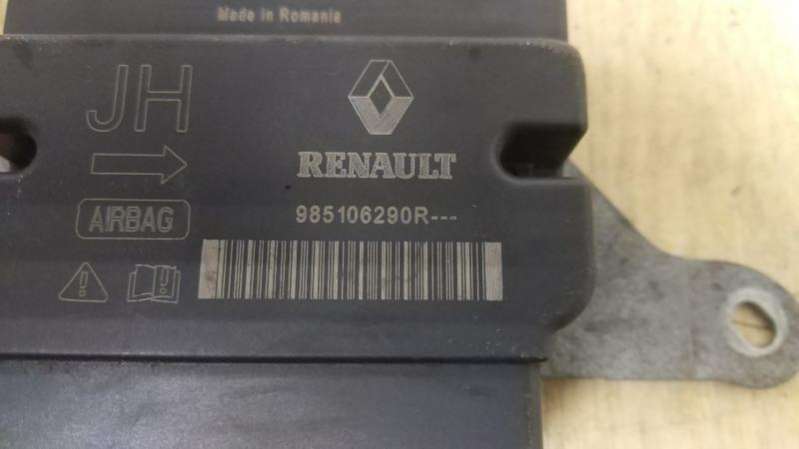 Made in Romania
JH
RENAULT
AIRBAG
985106290R---